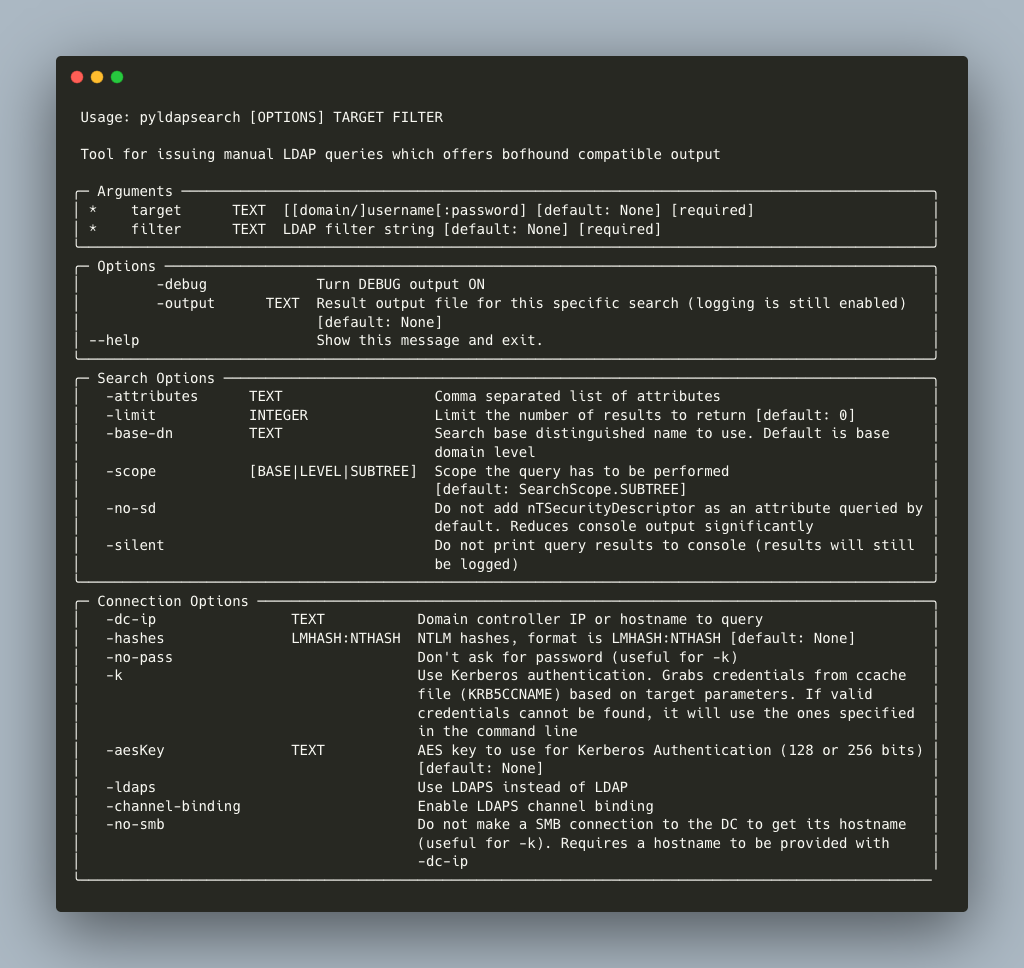 Usage: pyldapsearch [OPTIONS] TARGET FILTER
Tool for issuing manual LDAP queries which offers bofhound compatible output
Arguments
* target TEXT [[domain/]username[:password] [default: None] [required]
* filter TEXT LDAP filter string [default: None] [required]
Options
-debug Turn DEBUG output ON
-output TEXT Result output file for this specific search (logging is still enabled)
[default: None]
--help Show this message and exit.
Search Options
-attributes TEXT Comma separated list of attributes
-limit INTEGER Limit the number of results to return [default: 0]
-base-dn TEXT Search base distinguished name to use. Default is base
domain level
-scope [BASE|LEVEL|SUBTREE] Scope the query has to be performed
[default: SearchScope.SUBTREE]
-no-sd Do not add nTSecurityDescriptor as an attribute queried by
default. Reduces console output significantly
-silent Do not print query results to console (results will still
be logged)
Connection Options
-dc-ip TEXT Domain controller IP or hostname to query
-hashes LMHASH:NTHASH NTLM hashes, format is LMHASH:NTHASH [default: None]
-no-pass Don't ask for password (useful for -k)
-k Use Kerberos authentication. Grabs credentials from ccache
file (KRB5CCNAME) based on target parameters. If valid
credentials cannot be found, it will use the ones specified
in the command line
-aesKey TEXT AES key to use for Kerberos Authentication (128 or 256 bits)
[default: None]
-ldaps Use LDAPS instead of LDAP
-channel-binding Enable LDAPS channel binding
-no-smb Do not make a SMB connection to the DC to get its hostname
(useful for -k). Requires a hostname to be provided with
-dc-ip